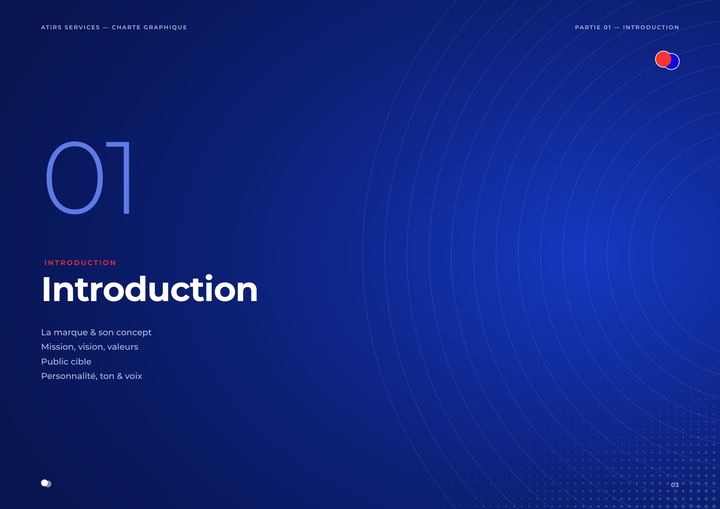 ATiRS SERVICES — CHARTE GRAPHIQUE
PARTIE 01 — INTRODUCTION
01
INTRODUCTION
Introduction
La marque & son concept
Mission, vision, valeurs
Public cible
Personnalité, ton & voix
03